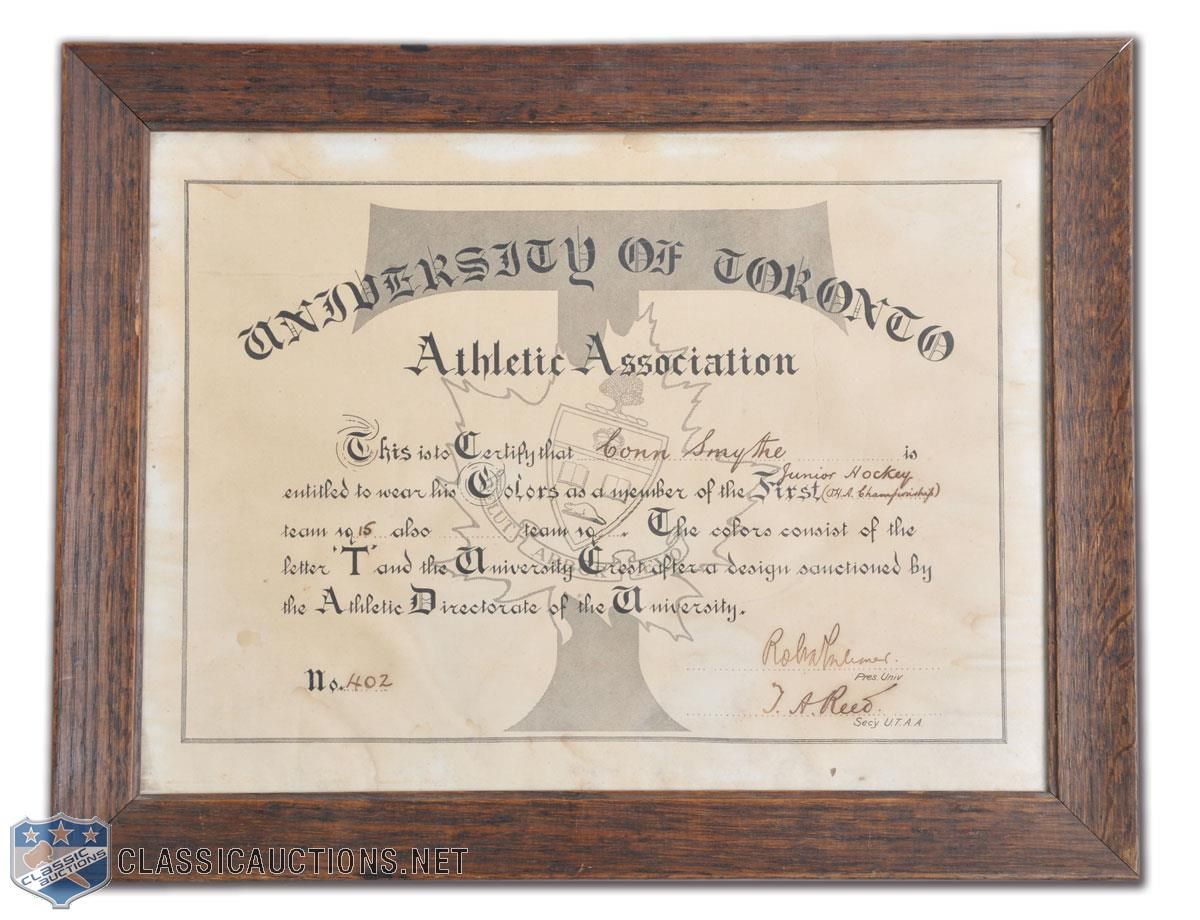 UNIVERSITY OF TORONTO
Athletic Association
This is to Certify that Conn Smythe is
Junior Hockey
entitled to wear his Colors as a member of the First (O.H.A. Championship)
team 1915 also team 19 . The colors consist of the
letter "T" and the University Crest after a design sanctioned by
the Athletic Directorate of the University.
No. 402
Pres. Univ
T. A. Reed.
Secy U.T.A.A.
CLASSIC
AUCTIONS
CLASSICAUCTIONS.NET